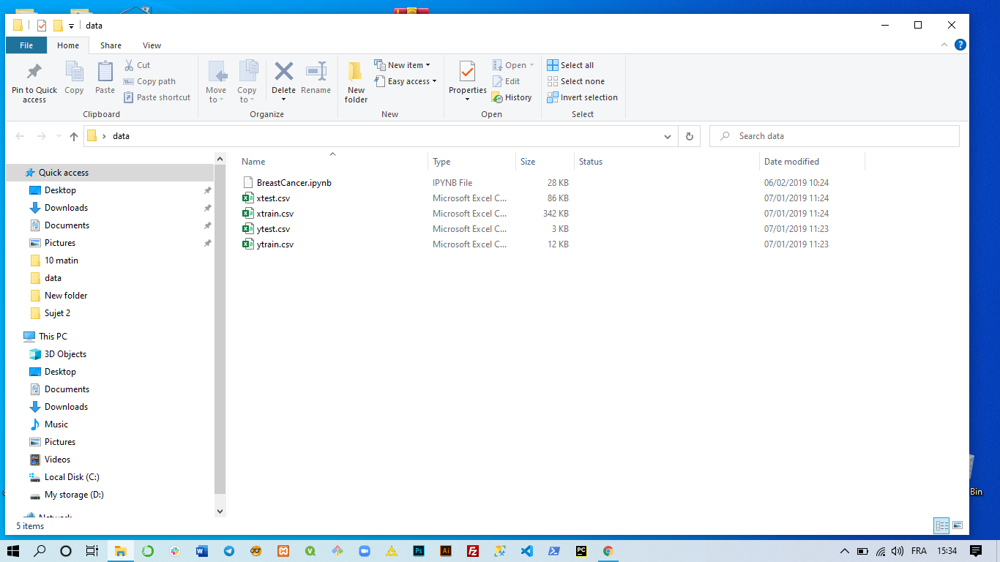 data
File Home Share View
Pin to Quick access
Copy
Paste
Cut
Copy path
Paste shortcut
Clipboard
Move to
Copy to
Delete
Rename
Organize
New folder
New item
Easy access
New
Properties
Open
Edit
History
Open
Select all
Select none
Invert selection
Select
data
Search data
Name Type Size Status Date modified
BreastCancer.ipynb IPYNB File 28 KB 06/02/2019 10:24
xtest.csv Microsoft Excel C... 86 KB 07/01/2019 11:24
xtrain.csv Microsoft Excel C... 342 KB 07/01/2019 11:24
ytest.csv Microsoft Excel C... 3 KB 07/01/2019 11:23
ytrain.csv Microsoft Excel C... 12 KB 07/01/2019 11:23
Quick access
Desktop
Downloads
Documents
Pictures
10 matin
data
New folder
Sujet 2
This PC
3D Objects
Desktop
Documents
Downloads
Music
Pictures
Videos
Local Disk (C:)
My storage (D:)
Network
5 items
Bin
FRA 15:34